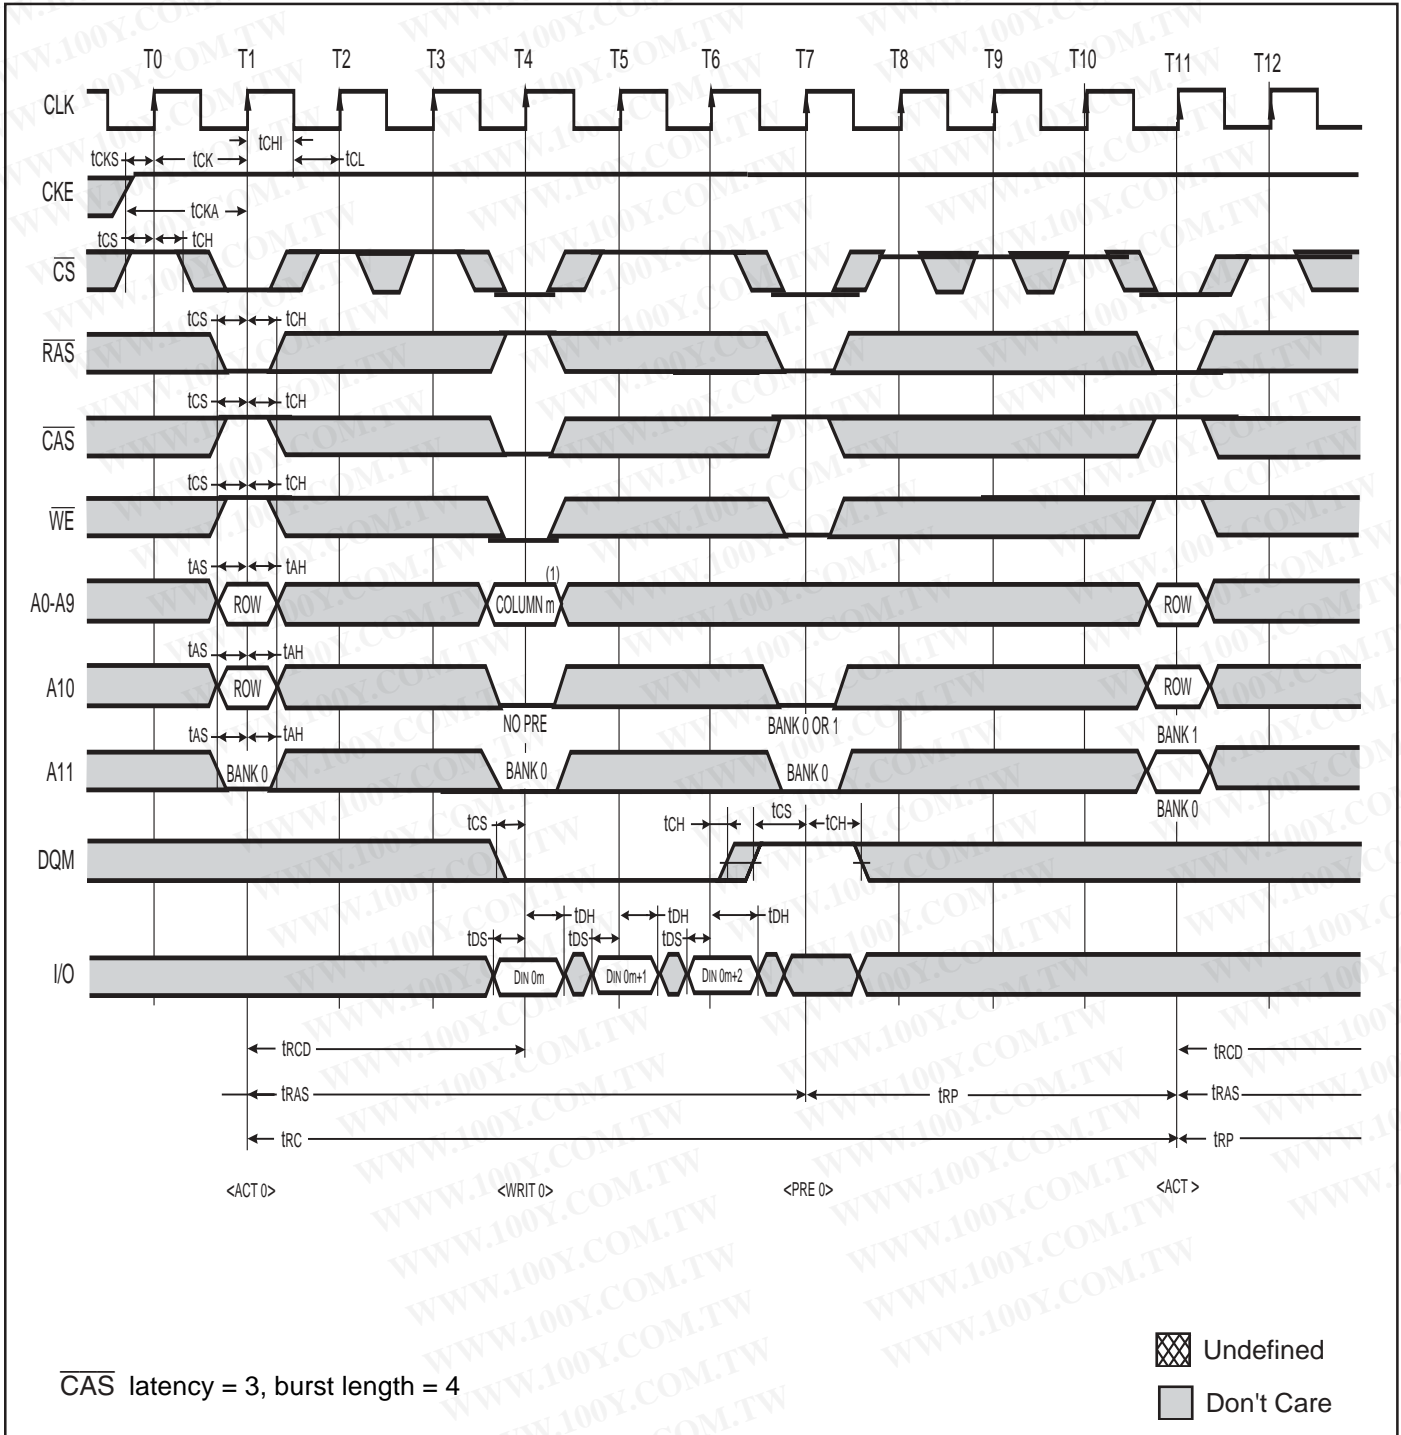 T0 T1 T2 T3 T4 T5 T6 T7 T8 T9 T10 T11 T12
CLK
tCHI
tCKS tCK tCL
CKE
tCKA
tCS tCH
CS
tCS tCH
RAS
tCS tCH
CAS
tCS tCH
WE
tAS tAH
(1)
A0-A9 ROW COLUMN m ROW
tAS tAH
A10 ROW ROW
NO PRE BANK 0 OR 1
tAS tAH BANK 1
A11 BANK 0 BANK 0 BANK 0
BANK 0
tCS tCH tCS tCH
DQM
tDH tDH tDH
tDS tDS tDS
I/O DIN 0m DIN 0m+1 DIN 0m+2
tRCD tRCD
tRAS tRP tRAS
tRC tRP
<ACT 0> <WRIT 0> <PRE 0> <ACT >
Undefined
CAS latency = 3, burst length = 4
Don't Care
WWW.100Y.COM.TW